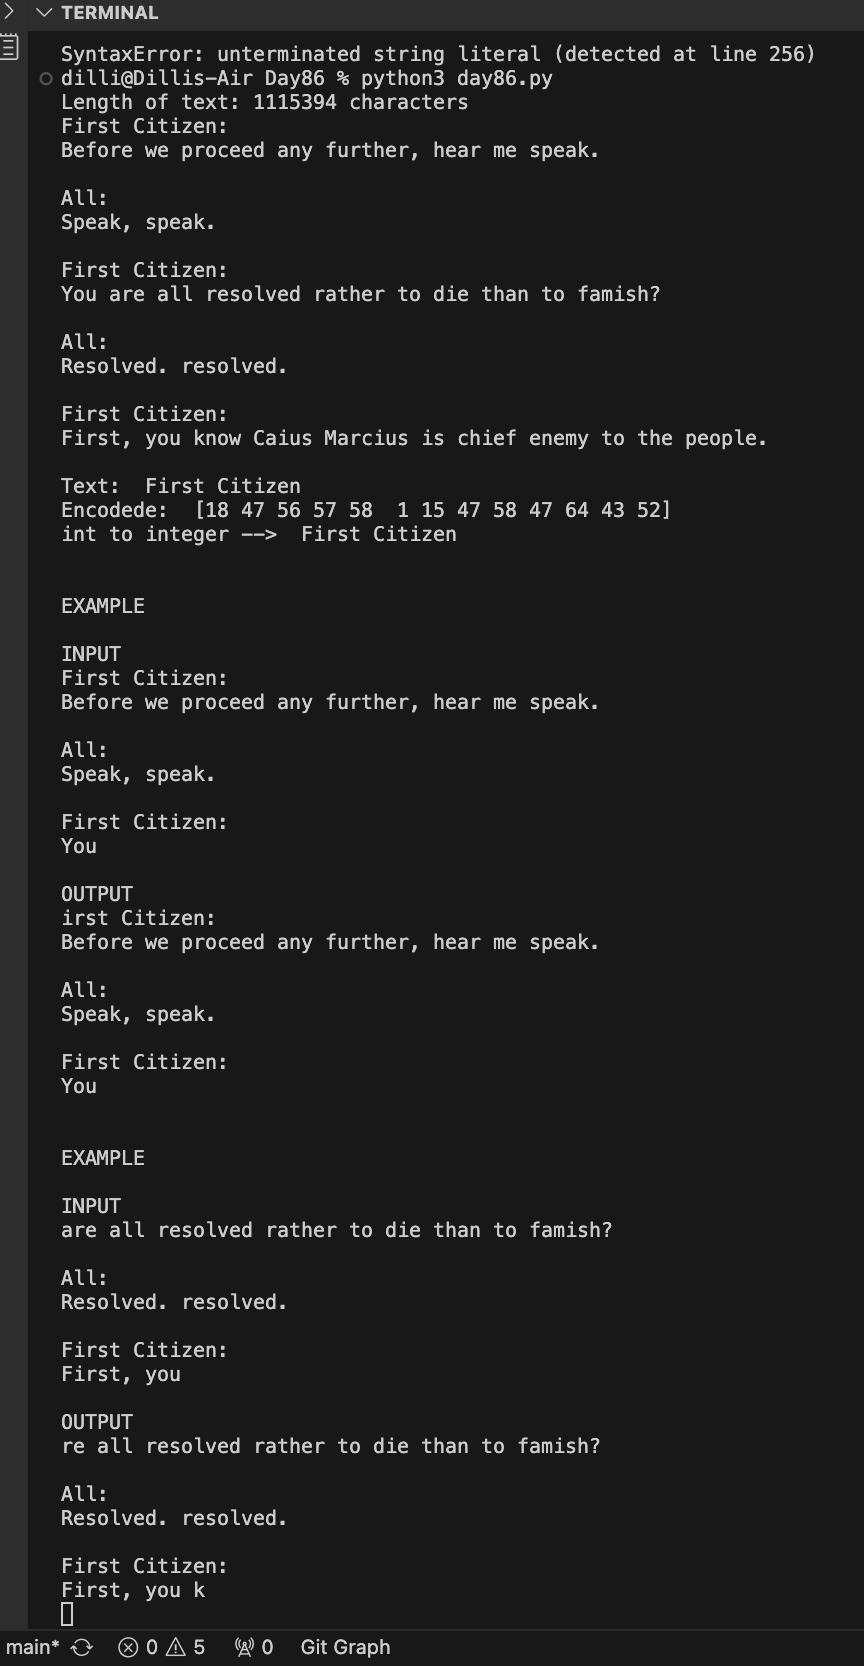 TERMINAL
SyntaxError: unterminated string literal (detected at line 256)
dilli@Dillis-Air Day86 % python3 day86.py
Length of text: 1115394 characters
First Citizen:
Before we proceed any further, hear me speak.

All:
Speak, speak.

First Citizen:
You are all resolved rather to die than to famish?

All:
Resolved. resolved.

First Citizen:
First, you know Caius Marcius is chief enemy to the people.

Text:  First Citizen
Encodede:  [18 47 56 57 58  1 15 47 58 47 64 43 52]
int to integer -->  First Citizen

EXAMPLE

INPUT
First Citizen:
Before we proceed any further, hear me speak.

All:
Speak, speak.

First Citizen:
You

OUTPUT
irst Citizen:
Before we proceed any further, hear me speak.

All:
Speak, speak.

First Citizen:
You

EXAMPLE

INPUT
are all resolved rather to die than to famish?

All:
Resolved. resolved.

First Citizen:
First, you

OUTPUT
re all resolved rather to die than to famish?

All:
Resolved. resolved.

First Citizen:
First, you k
main* 0 5 0 Git Graph